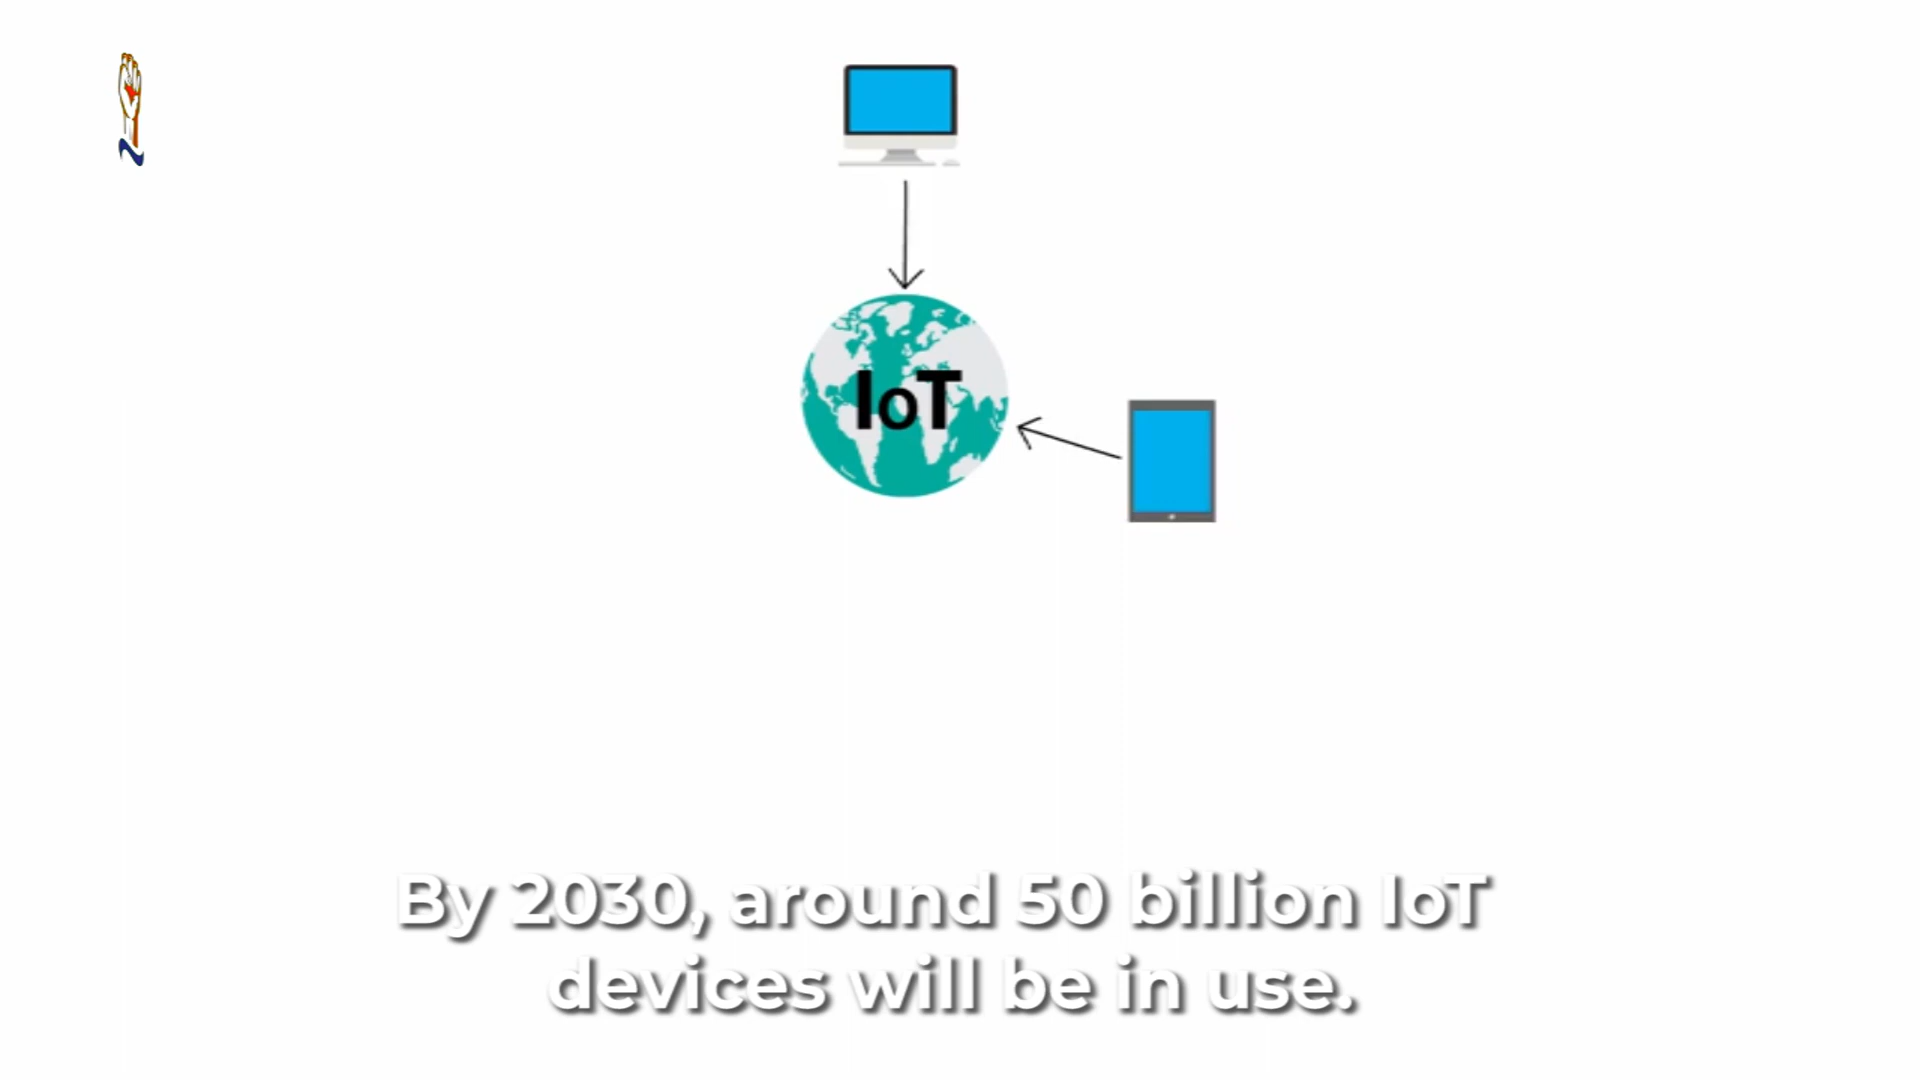 IoT
By 2030, around 50 billion IoT
devices will be in use.